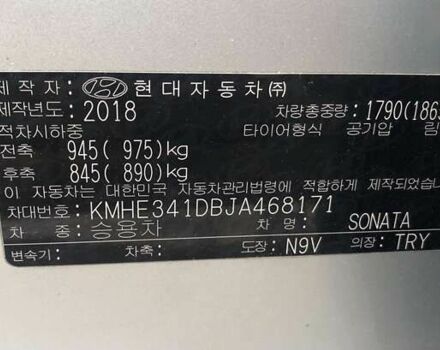 제작자: 현대자동차㈜
제작년도: 2018 차량총중량: 1790(1865
적차시하중 타이어형식 공기압 림
전축 945( 975)kg
후축 845( 890)kg
이 자동차는 대한민국 자동차관리법령에 적합하게 제작되었
차대번호: KMHE341DBJA468171
차 종: 승용차 SONATA
변속기: 차축: 도장: N9V 의장: TRY